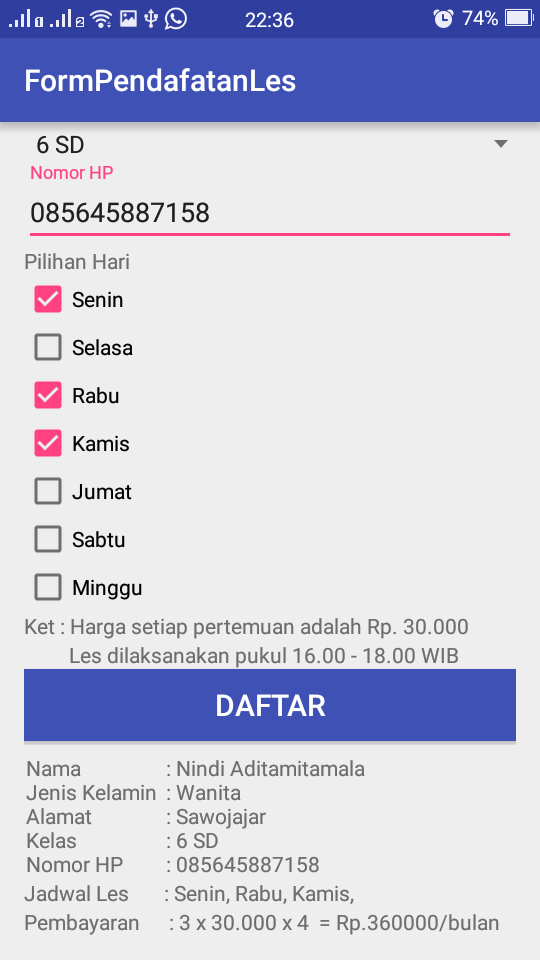 22:36
74%
FormPendafatanLes
6 SD
Nomor HP
085645887158
Pilihan Hari
Senin
Selasa
Rabu
Kamis
Jumat
Sabtu
Minggu
Ket : Harga setiap pertemuan adalah Rp. 30.000
Les dilaksanakan pukul 16.00 - 18.00 WIB
DAFTAR
Nama : Nindi Aditamitamala
Jenis Kelamin : Wanita
Alamat : Sawojajar
Kelas : 6 SD
Nomor HP : 085645887158
Jadwal Les : Senin, Rabu, Kamis,
Pembayaran : 3 x 30.000 x 4 = Rp.360000/bulan